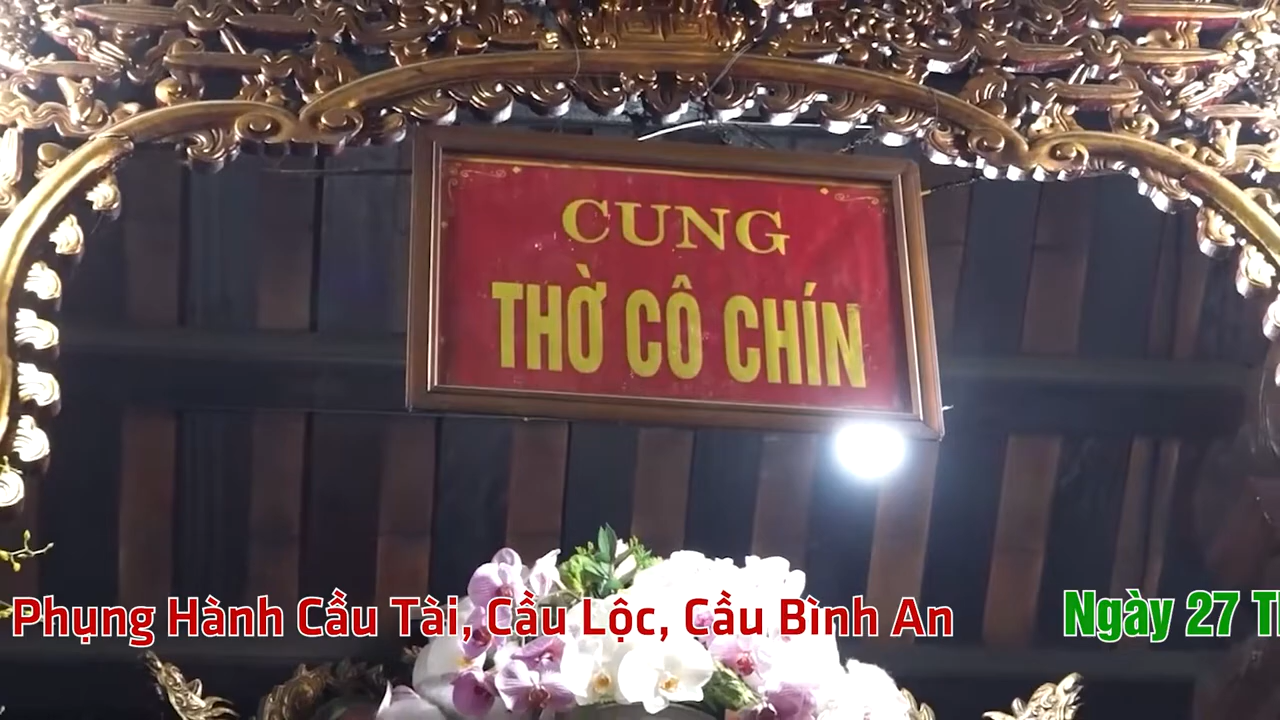 CUNG
THỜ CÔ CHÍN
Phụng Hành Cầu Tài, Cầu Lộc, Cầu Bình An
Ngày 27